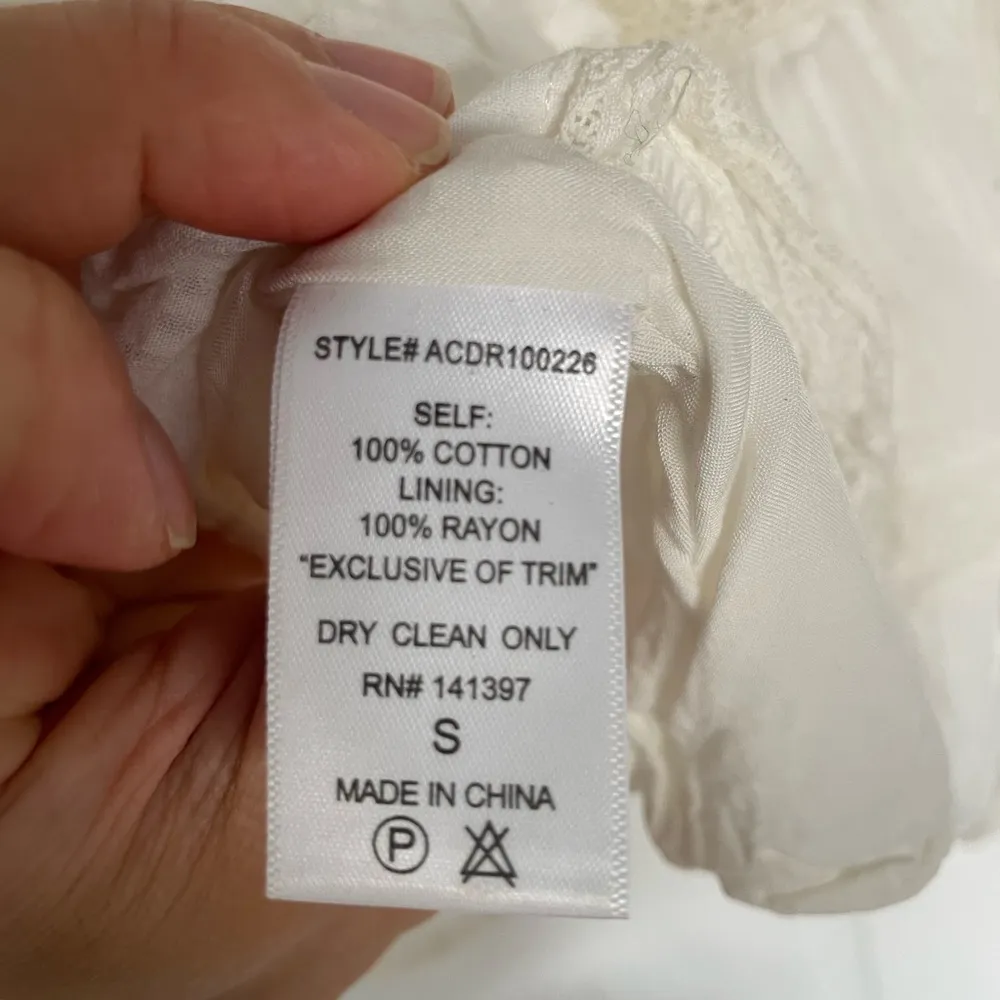 STYLE# ACDR100226
SELF:
100% COTTON
LINING:
100% RAYON
"EXCLUSIVE OF TRIM"
DRY CLEAN ONLY
RN# 141397
S
MADE IN CHINA
P